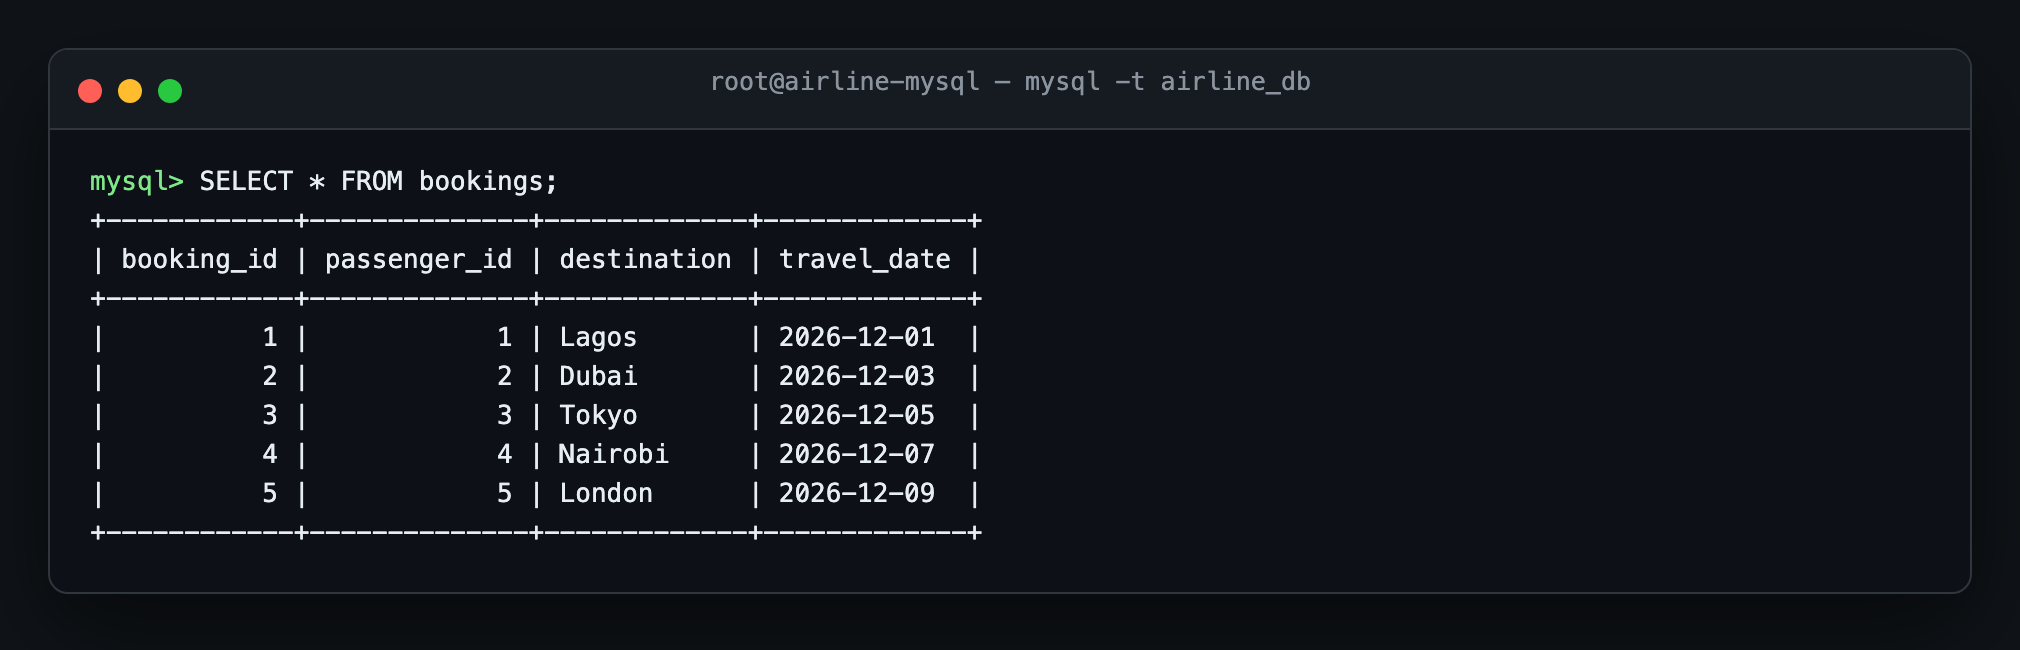 root@airline-mysql — mysql -t airline_db
mysql> SELECT * FROM bookings;
+------------+--------------+-------------+-------------+
| booking_id | passenger_id | destination | travel_date |
+------------+--------------+-------------+-------------+
|          1 |            1 | Lagos       | 2026-12-01  |
|          2 |            2 | Dubai       | 2026-12-03  |
|          3 |            3 | Tokyo       | 2026-12-05  |
|          4 |            4 | Nairobi     | 2026-12-07  |
|          5 |            5 | London      | 2026-12-09  |
+------------+--------------+-------------+-------------+